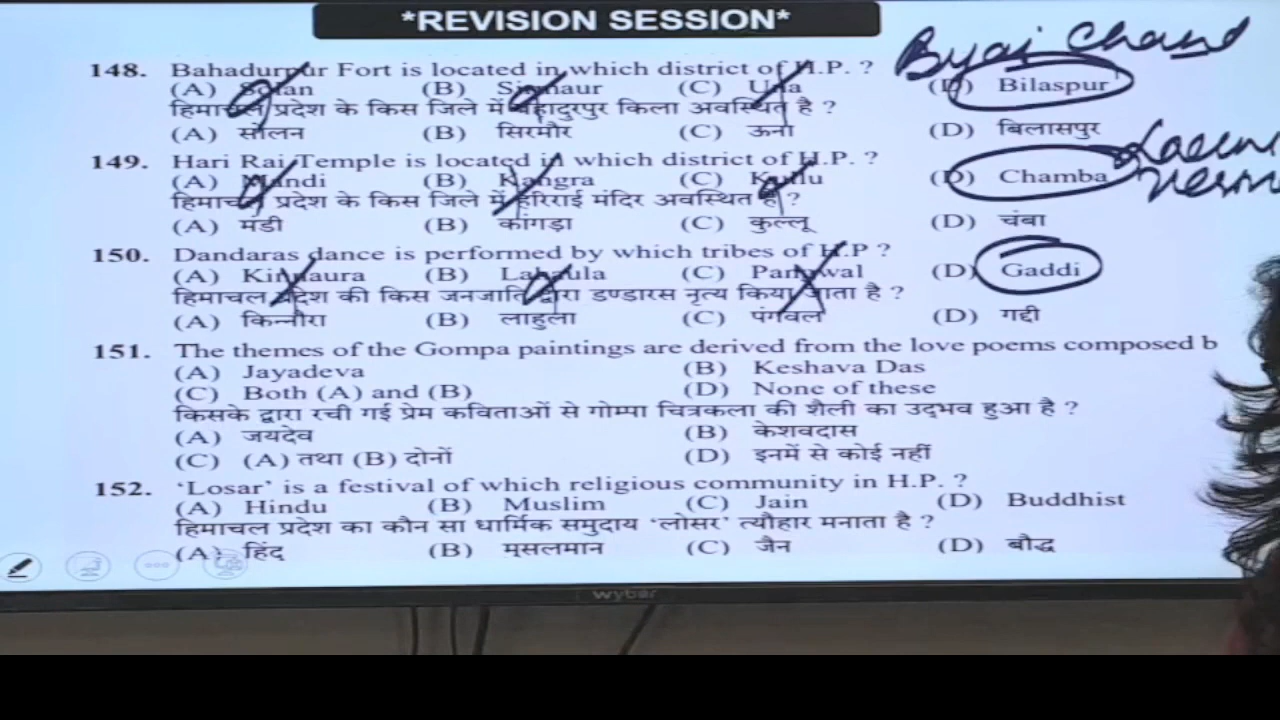 *REVISION SESSION*
Byai Chand
148. Bahadurpur Fort is located in which district of H.P. ?
(A) Solan (B) Sirmaur (C) Una (D) Bilaspur
हिमाचल प्रदेश के किस जिले में बहादुरपुर किला अवस्थित है ?
(A) सोलन (B) सिरमौर (C) ऊना (D) बिलासपुर
149. Hari Rai Temple is located in which district of H.P. ?
(A) Mandi (B) Kangra (C) Kullu (D) Chamba
हिमाचल प्रदेश के किस जिले में हरिराई मंदिर अवस्थित है ?
(A) मंडी (B) कांगड़ा (C) कुल्लू (D) चंबा
150. Dandaras dance is performed by which tribes of H.P ?
(A) Kinnaura (B) Lahaula (C) Pangwal (D) Gaddi
हिमाचल प्रदेश की किस जनजाति द्वारा डण्डारस नृत्य किया जाता है ?
(A) किन्नौरा (B) लाहुला (C) पंगवल (D) गद्दी
151. The themes of the Gompa paintings are derived from the love poems composed b
(A) Jayadeva (B) Keshava Das
(C) Both (A) and (B) (D) None of these
किसके द्वारा रची गई प्रेम कविताओं से गोम्पा चित्रकला की शैली का उद्भव हुआ है ?
(A) जयदेव (B) केशवदास
(C) (A) तथा (B) दोनों (D) इनमें से कोई नहीं
152. ‘Losar’ is a festival of which religious community in H.P. ?
(A) Hindu (B) Muslim (C) Jain (D) Buddhist
हिमाचल प्रदेश का कौन सा धार्मिक समुदाय ‘लोसर’ त्यौहार मनाता है ?
(A) हिंदू (B) मुसलमान (C) जैन (D) बौद्ध
wybor